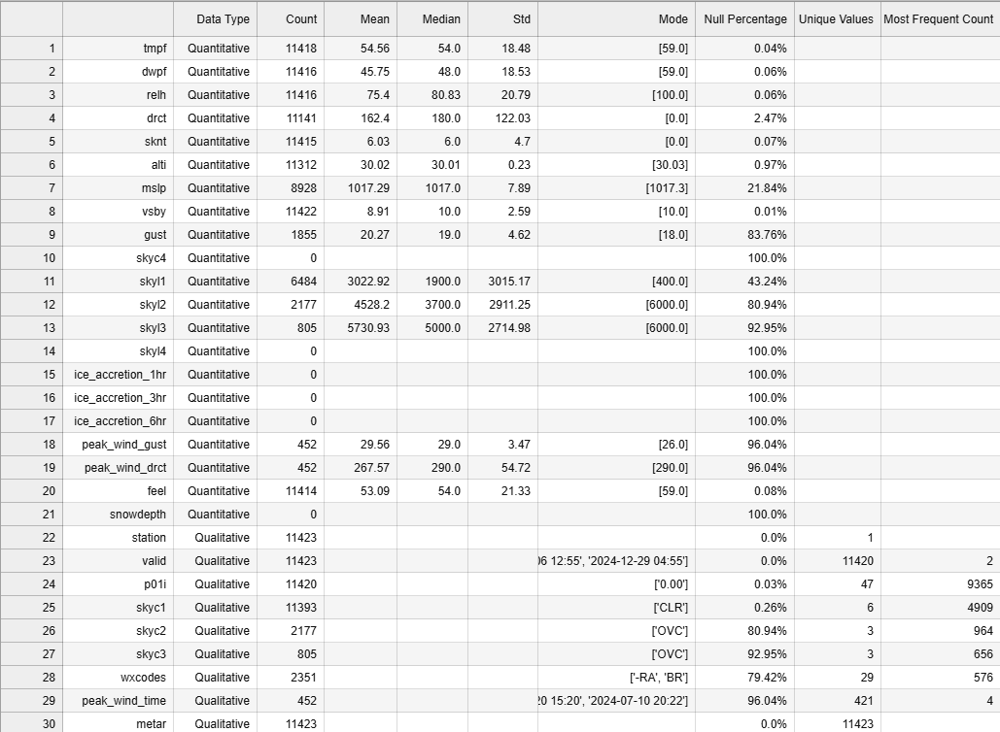 Data Type Count Mean Median Std Mode Null Percentage Unique Values Most Frequent Count
1 tmpf Quantitative 11418 54.56 54.0 18.48 [59.0] 0.04%
2 dwpf Quantitative 11416 45.75 48.0 18.53 [59.0] 0.06%
3 relh Quantitative 11416 75.4 80.83 20.79 [100.0] 0.06%
4 drct Quantitative 11141 162.4 180.0 122.03 [0.0] 2.47%
5 sknt Quantitative 11415 6.03 6.0 4.7 [0.0] 0.07%
6 alti Quantitative 11312 30.02 30.01 0.23 [30.03] 0.97%
7 mslp Quantitative 8928 1017.29 1017.0 7.89 [1017.3] 21.84%
8 vsby Quantitative 11422 8.91 10.0 2.59 [10.0] 0.01%
9 gust Quantitative 1855 20.27 19.0 4.62 [18.0] 83.76%
10 skyc4 Quantitative 0 100.0%
11 skyl1 Quantitative 6484 3022.92 1900.0 3015.17 [400.0] 43.24%
12 skyl2 Quantitative 2177 4528.2 3700.0 2911.25 [6000.0] 80.94%
13 skyl3 Quantitative 805 5730.93 5000.0 2714.98 [6000.0] 92.95%
14 skyl4 Quantitative 0 100.0%
15 ice_accretion_1hr Quantitative 0 100.0%
16 ice_accretion_3hr Quantitative 0 100.0%
17 ice_accretion_6hr Quantitative 0 100.0%
18 peak_wind_gust Quantitative 452 29.56 29.0 3.47 [26.0] 96.04%
19 peak_wind_drct Quantitative 452 267.57 290.0 54.72 [290.0] 96.04%
20 feel Quantitative 11414 53.09 54.0 21.33 [59.0] 0.08%
21 snowdepth Quantitative 0 100.0%
22 station Qualitative 11423 0.0% 1
23 valid Qualitative 11423 06 12:55', '2024-12-29 04:55'] 0.0% 11420 2
24 p01i Qualitative 11420 ['0.00'] 0.03% 47 9365
25 skyc1 Qualitative 11393 ['CLR'] 0.26% 6 4909
26 skyc2 Qualitative 2177 ['OVC'] 80.94% 3 964
27 skyc3 Qualitative 805 ['OVC'] 92.95% 3 656
28 wxcodes Qualitative 2351 ['-RA', 'BR'] 79.42% 29 576
29 peak_wind_time Qualitative 452 20 15:20', '2024-07-10 20:22'] 96.04% 421 4
30 metar Qualitative 11423 0.0% 11423